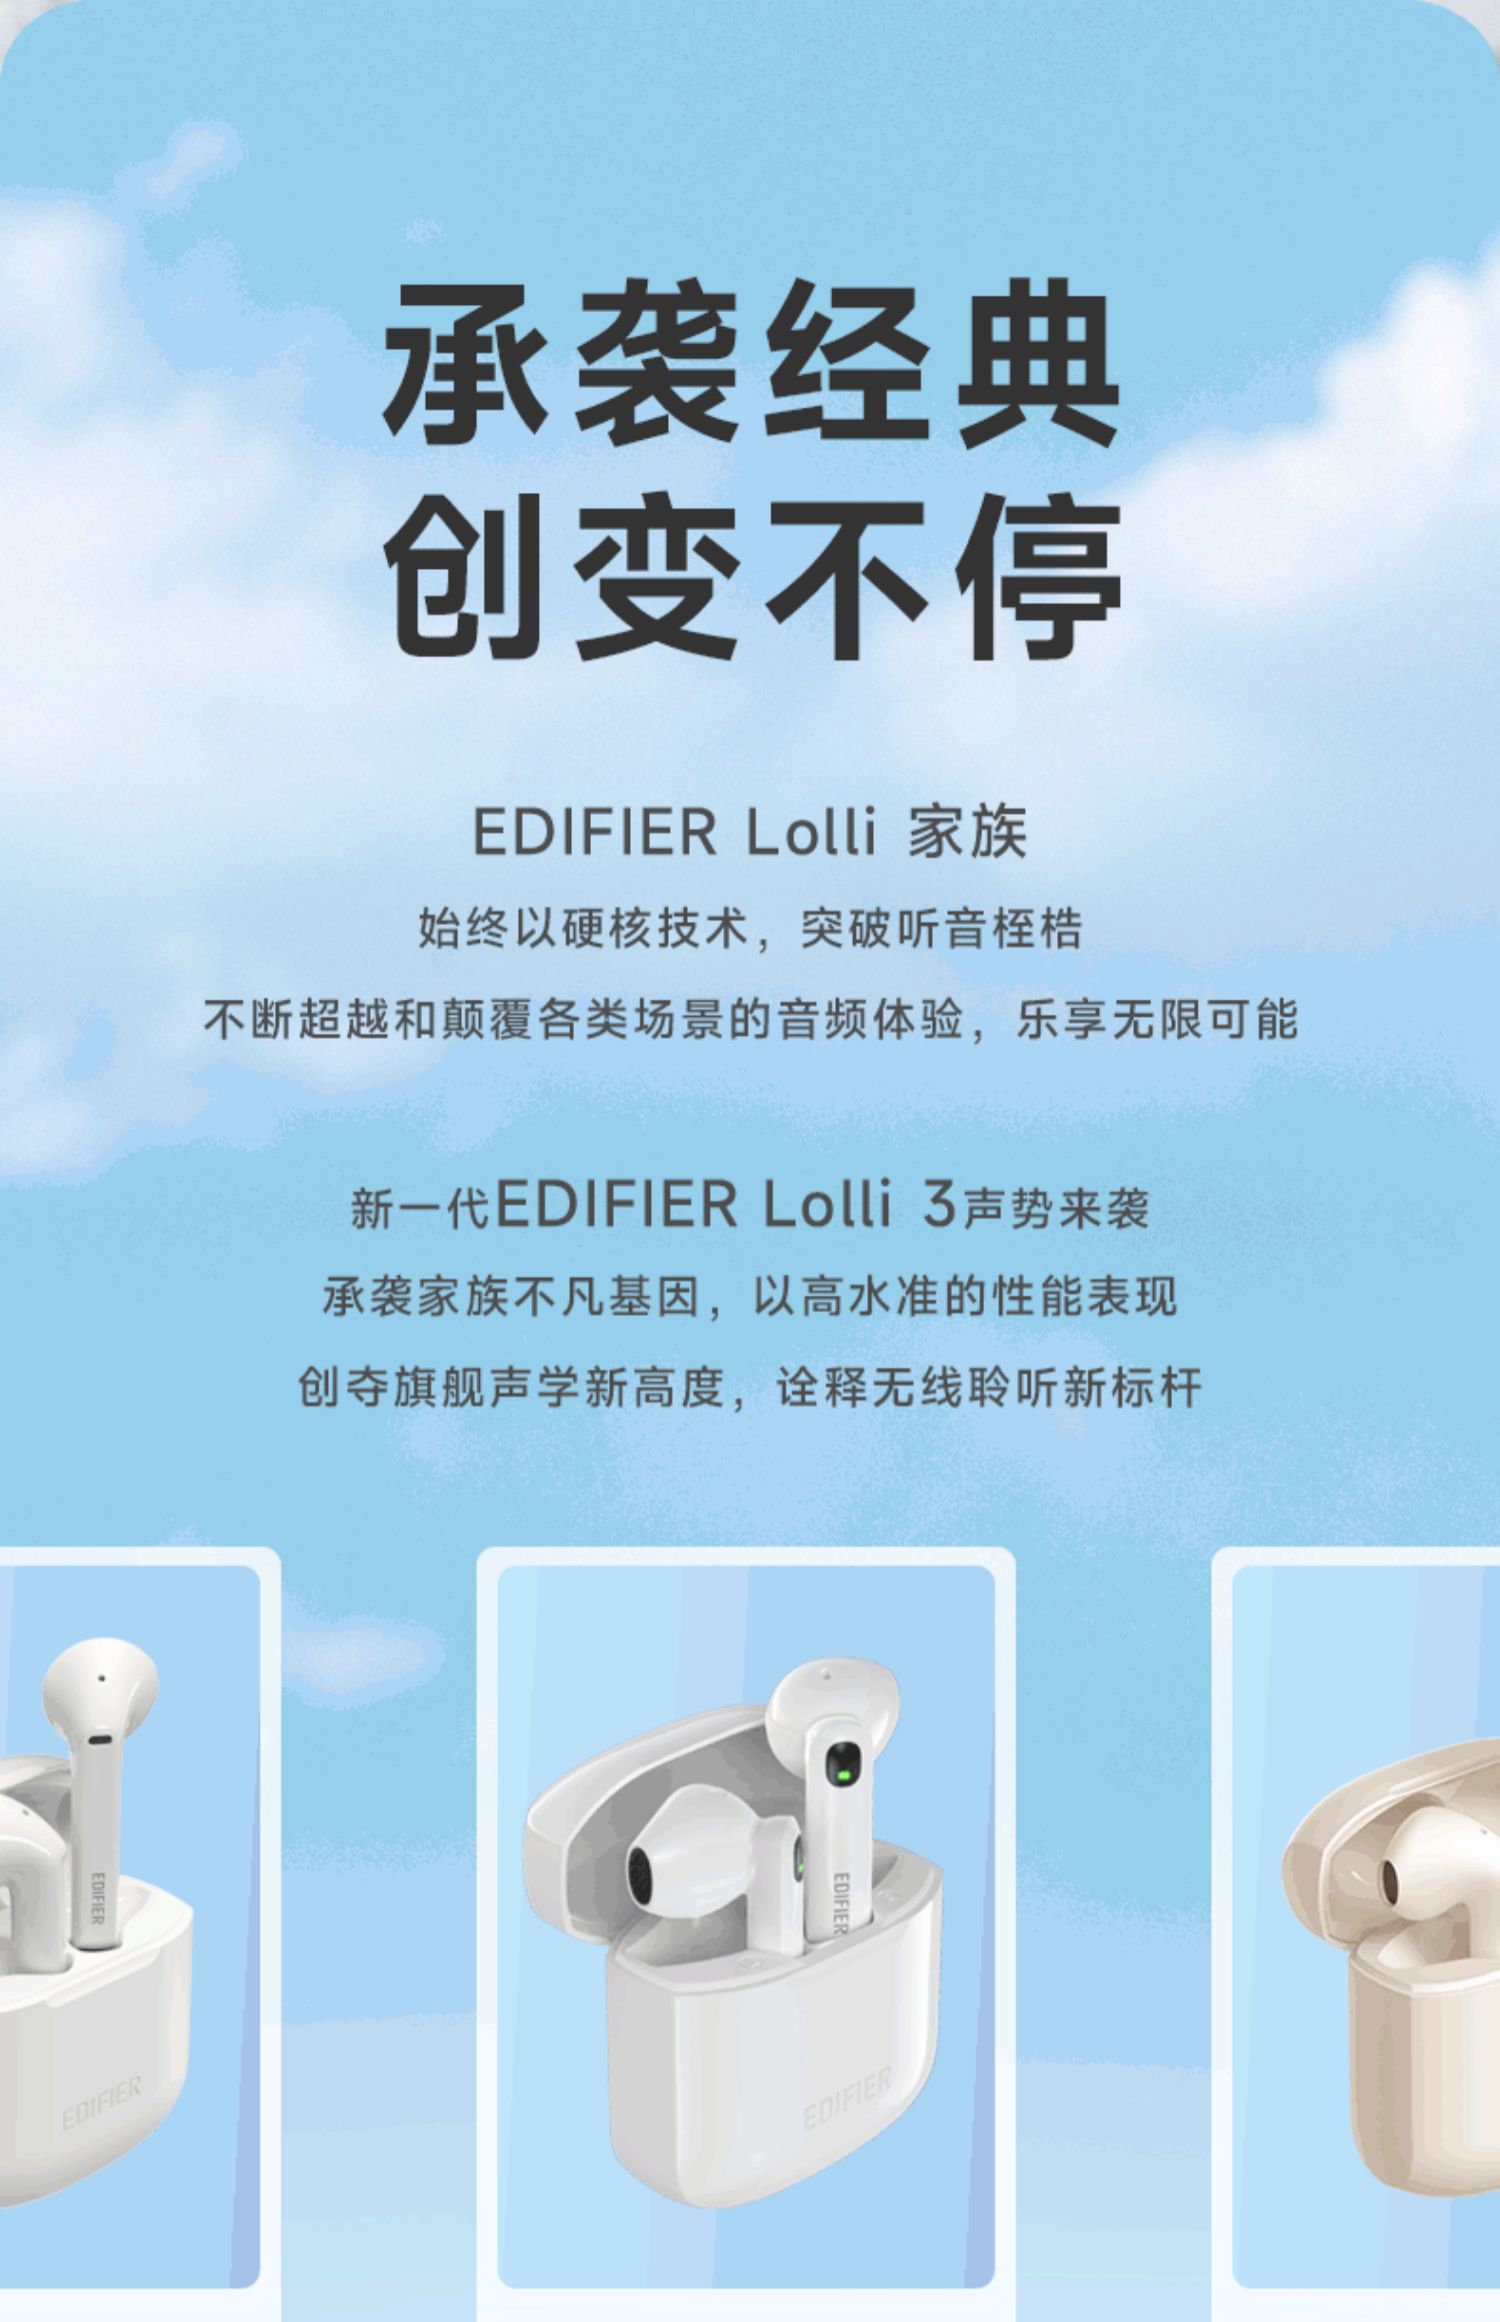 承袭经典
创变不停
EDIFIER Lolli 家族
始终以硬核技术，突破听音桎梏
不断超越和颠覆各类场景的音频体验，乐享无限可能
新一代EDIFIER Lolli 3声势来袭
承袭家族不凡基因，以高水准的性能表现
创夺旗舰声学新高度，诠释无线聆听新标杆
EDIFIER
EDIFIER
EDIFIER
EDIFIER